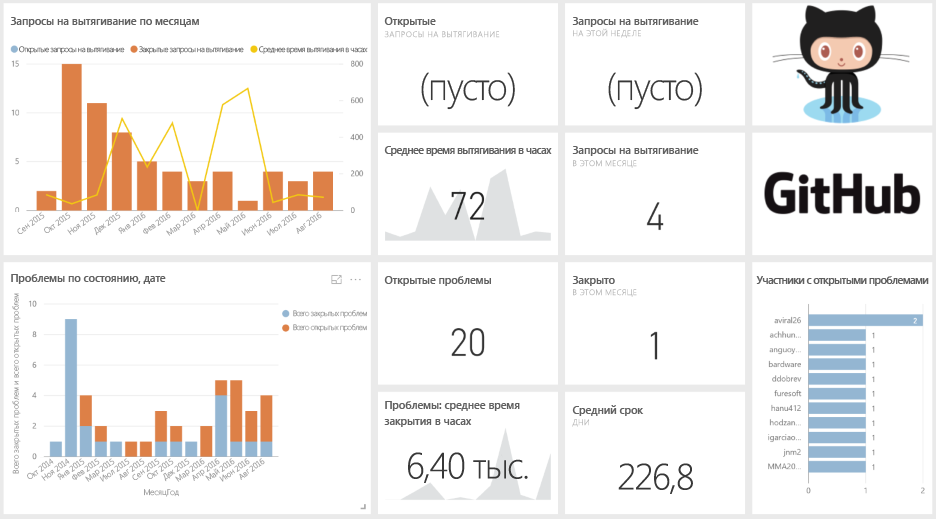 Запросы на вытягивание по месяцам
Открытые запросы на вытягивание Закрытые запросы на вытягивание Среднее время вытягивания в часах
15 800
600
10
400
5
200
0 0
Сен 2015 Окт 2015 Ноя 2015 Дек 2015 Янв 2016 Фев 2016 Мар 2016 Апр 2016 Май 2016 Июн 2016 Июл 2016 Авг 2016
Открытые
ЗАПРОСЫ НА ВЫТЯГИВАНИЕ
(пусто)
Запросы на вытягивание
НА ЭТОЙ НЕДЕЛЕ
(пусто)
Среднее время вытягивания в часах
72
Запросы на вытягивание
В ЭТОМ МЕСЯЦЕ
4
GitHub
Проблемы по состоянию, дате
Всего закрытых проблем и всего открытых проблем
Всего закрытых проблем
Всего открытых проблем
10
8
6
4
2
0
Окт 2014 Ноя 2014 Янв 2015 Фев 2015 Мар 2015 Июл 2015 Авг 2015 Сен 2015 Окт 2015 Дек 2015 Мар 2016 Апр 2016 Май 2016 Июн 2016 Авг 2016
МесяцГод
Открытые проблемы
20
Закрыто
В ЭТОМ МЕСЯЦЕ
1
Проблемы: среднее время
закрытия в часах
6,40 тыс.
Средний срок
ДНИ
226,8
Участники с открытыми проблемами
aviral26 2
achhun... 1
anguoy... 1
bardware 1
ddobrev 1
furesoft 1
hanu412 1
hodzan... 1
igarciao... 1
jnm2 1
MMA20... 1
0 1 2